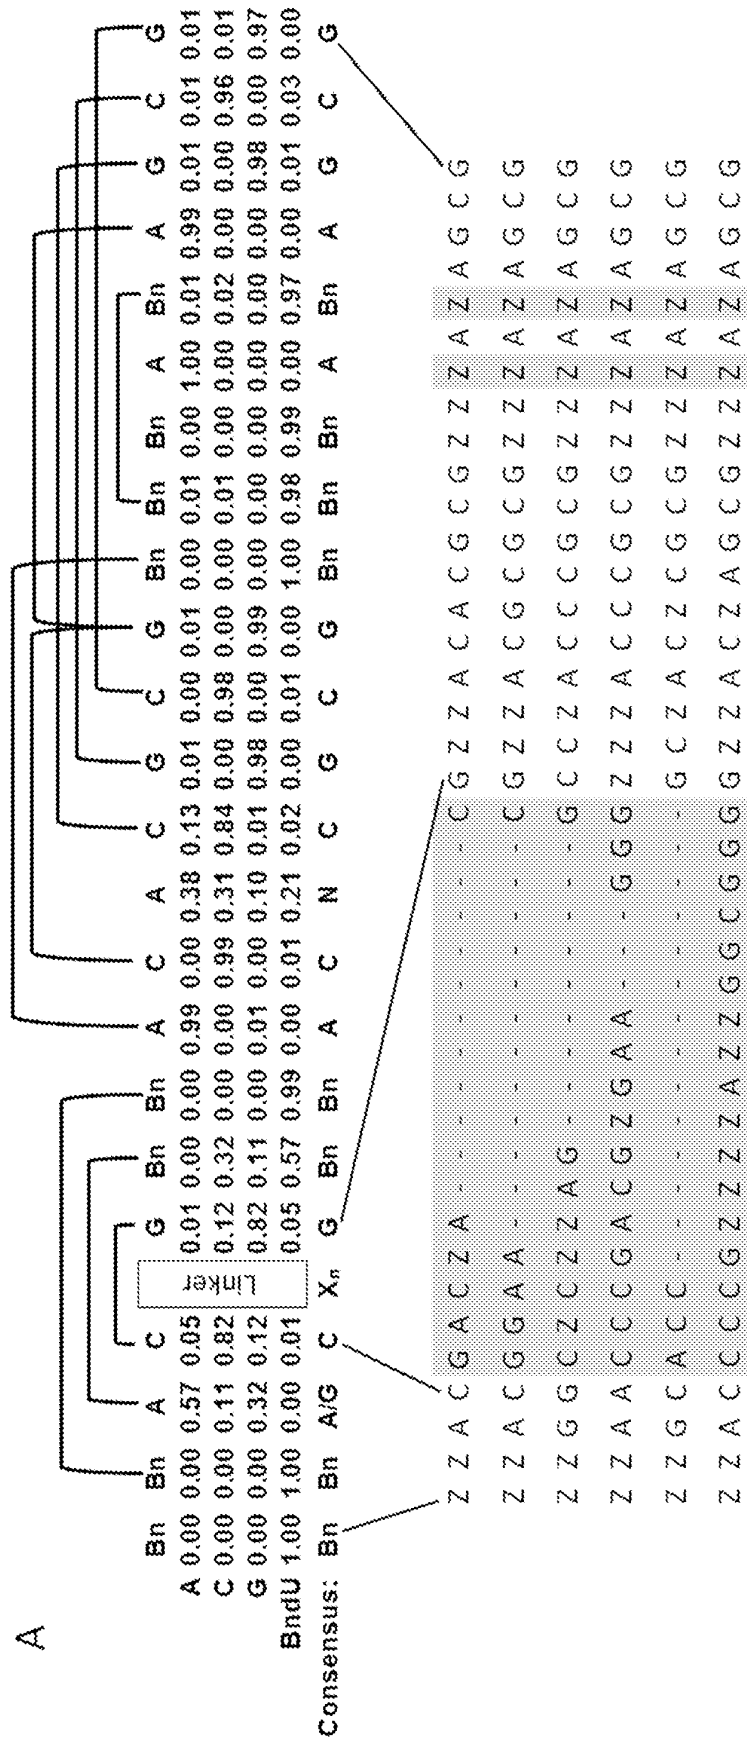 A
Bn Bn A C Linker G Bn Bn A C A C G C G Bn Bn Bn A Bn A G C G
A 0.00 0.00 0.57 0.05 0.01 0.00 0.00 0.99 0.00 0.38 0.13 0.01 0.00 0.01 0.00 0.01 0.00 1.00 0.01 0.99 0.01 0.01 0.01
C 0.00 0.00 0.11 0.82 0.12 0.32 0.00 0.00 0.99 0.31 0.84 0.00 0.98 0.00 0.00 0.01 0.00 0.00 0.02 0.00 0.00 0.96 0.01
G 0.00 0.00 0.32 0.12 0.82 0.11 0.00 0.01 0.00 0.10 0.01 0.98 0.00 0.99 0.00 0.00 0.00 0.00 0.00 0.00 0.98 0.00 0.97
BndU 1.00 1.00 0.00 0.01 0.05 0.57 0.99 0.00 0.01 0.21 0.02 0.00 0.01 0.00 1.00 0.98 0.99 0.00 0.97 0.00 0.01 0.03 0.00
Consensus: Bn Bn A/G C Xn G Bn Bn A C N C G C G Bn Bn Bn A Bn A G C G
Z Z A C G A C Z A - - - - - - - - - - - C G Z Z A C A C G C G Z Z Z A Z A G C G
Z Z A C G G A A - - - - - - - - - - - - C G Z Z A C G C G C G Z Z Z A Z A G C G
Z Z G G C Z C Z Z A G - - - - - - - - - G C C Z A C C C G C G Z Z Z A Z A G C G
Z Z A A C C C G A C G Z G A A - - - G G G Z Z Z A C C C G C G Z Z Z A Z A G C G
Z Z G C A C C - - - - - - - - - - - - - - G C Z A C Z C G C G Z Z Z A Z A G C G
Z Z A C C C C G Z Z Z Z A Z Z G G C G G G G Z Z A C Z A G C G Z Z Z A Z A G C G